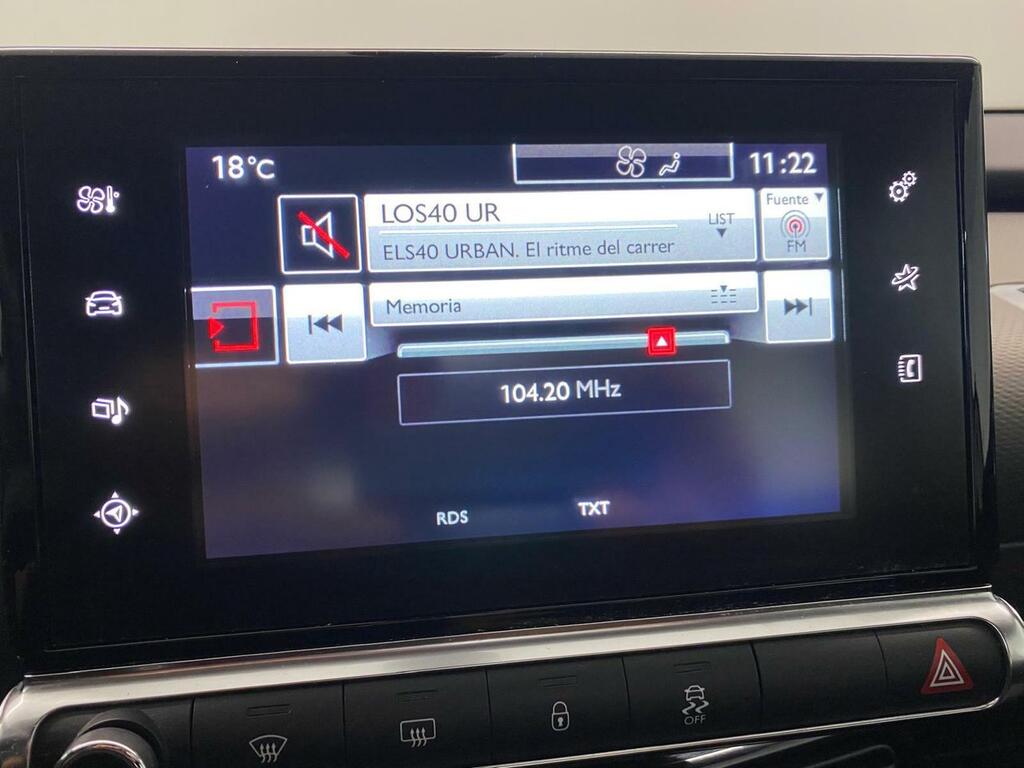 18°C
11:22
LOS40 UR
LIST
Fuente
ELS40 URBAN. El ritme del carrer
FM
Memoria
104.20 MHz
RDS
TXT
OFF